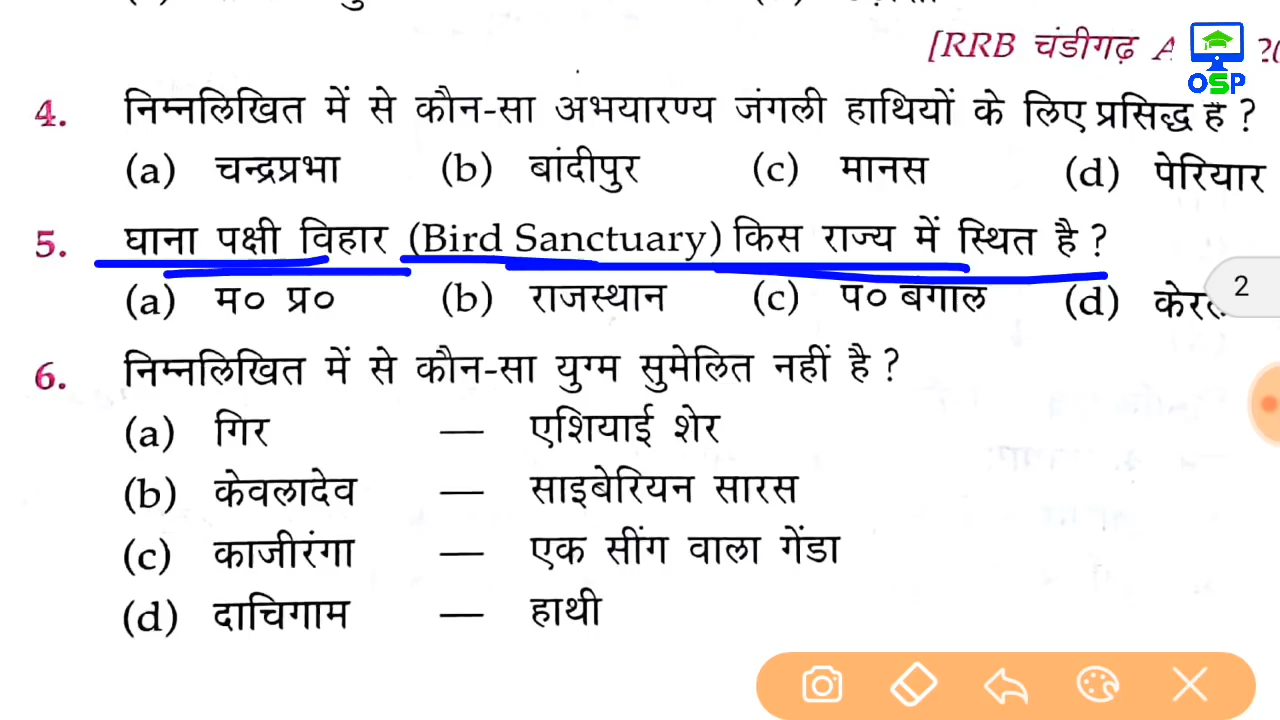 [RRB चंडीगढ़ A
OSP
4. निम्नलिखित में से कौन-सा अभयारण्य जंगली हाथियों के लिए प्रसिद्ध है ?
(a) चन्द्रप्रभा (b) बांदीपुर (c) मानस (d) पेरियार
5. घाना पक्षी विहार (Bird Sanctuary) किस राज्य में स्थित है ?
(a) म० प्र० (b) राजस्थान (c) प० बंगाल (d)
2
6. निम्नलिखित में से कौन-सा युग्म सुमेलित नहीं है ?
(a) गिर — एशियाई शेर
(b) केवलादेव — साइबेरियन सारस
(c) काजीरंगा — एक सींग वाला गेंडा
(d) दाचिगाम — हाथी